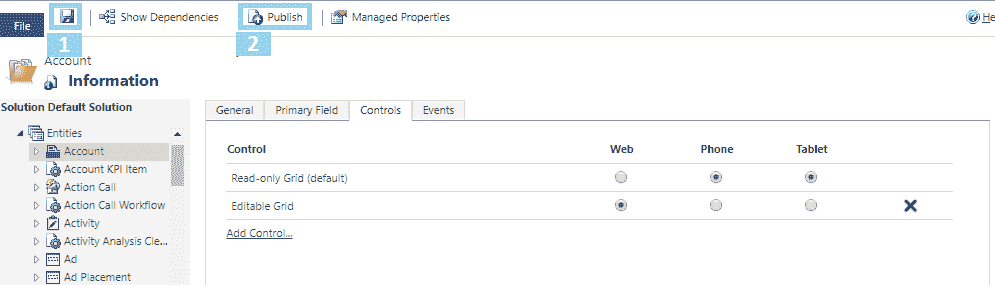 File Show Dependencies Publish Managed Properties He
1 2
Account
Information
Solution Default Solution
Entities
Account
Account KPI Item
Action Call
Action Call Workflow
Activity
Activity Analysis Cle...
Ad
Ad Placement
General Primary Field Controls Events
Control Web Phone Tablet
Read-only Grid (default)
Editable Grid
Add Control...